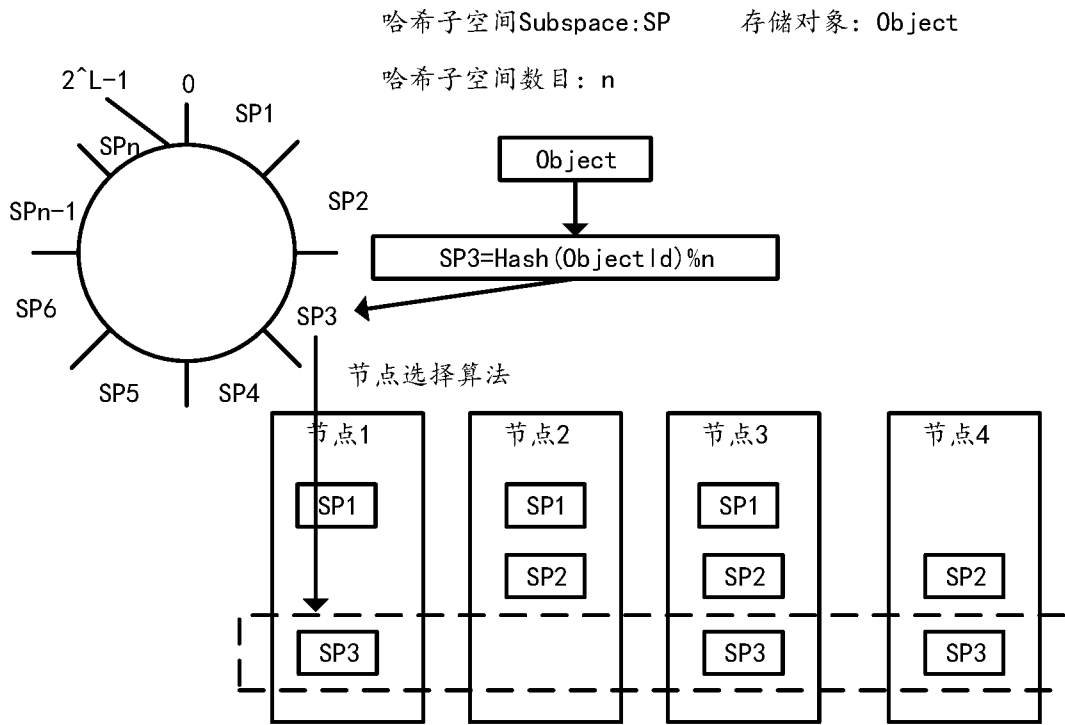 哈希子空间Subspace:SP 存储对象: Object
哈希子空间数目: n
2^L-1
0
SP1
SPn
SP2
SPn-1
SP3
SP6
SP5
SP4
Object
SP3=Hash(ObjectId)%n
节点选择算法
节点1
节点2
节点3
节点4
SP1
SP1
SP1
SP2
SP2
SP2
SP3
SP3
SP3